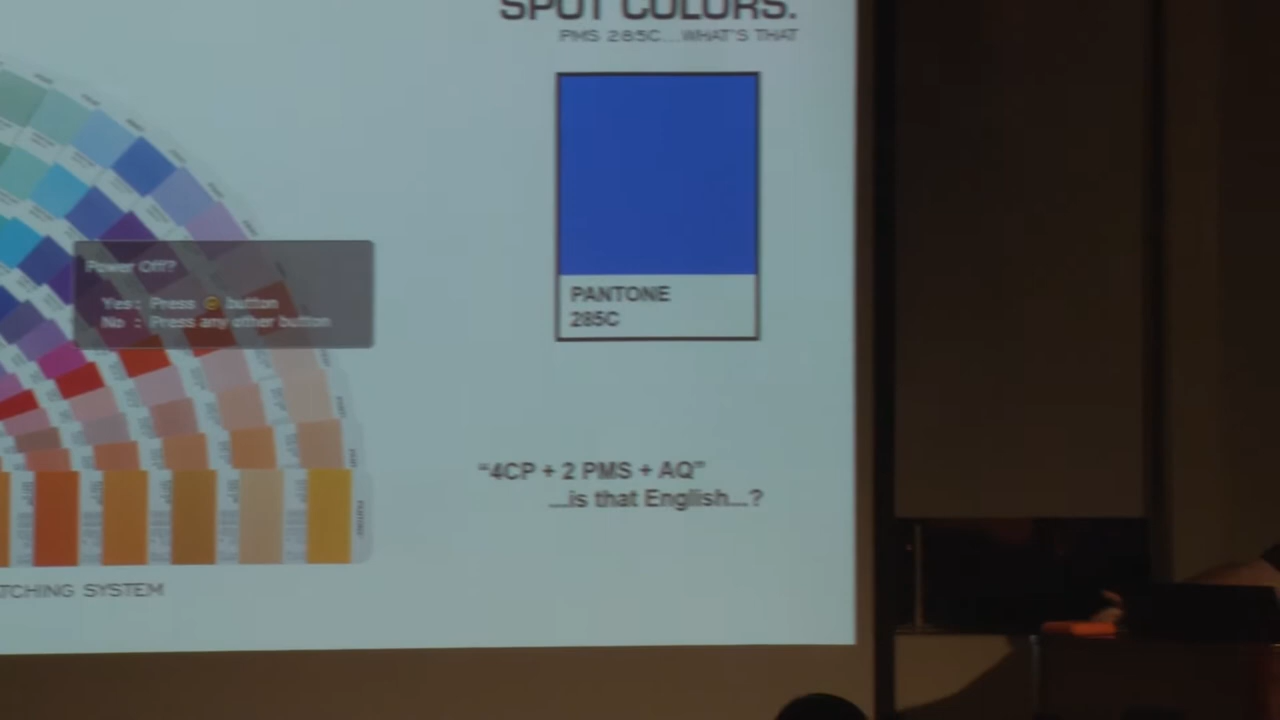 SPOT COLORS.
PMS 285C...WHAT'S THAT
Power Off?
Yes: Press button
No : Press any other button
PANTONE
285C
"4CP + 2 PMS + AQ"
...is that English...?
TCHING SYSTEM